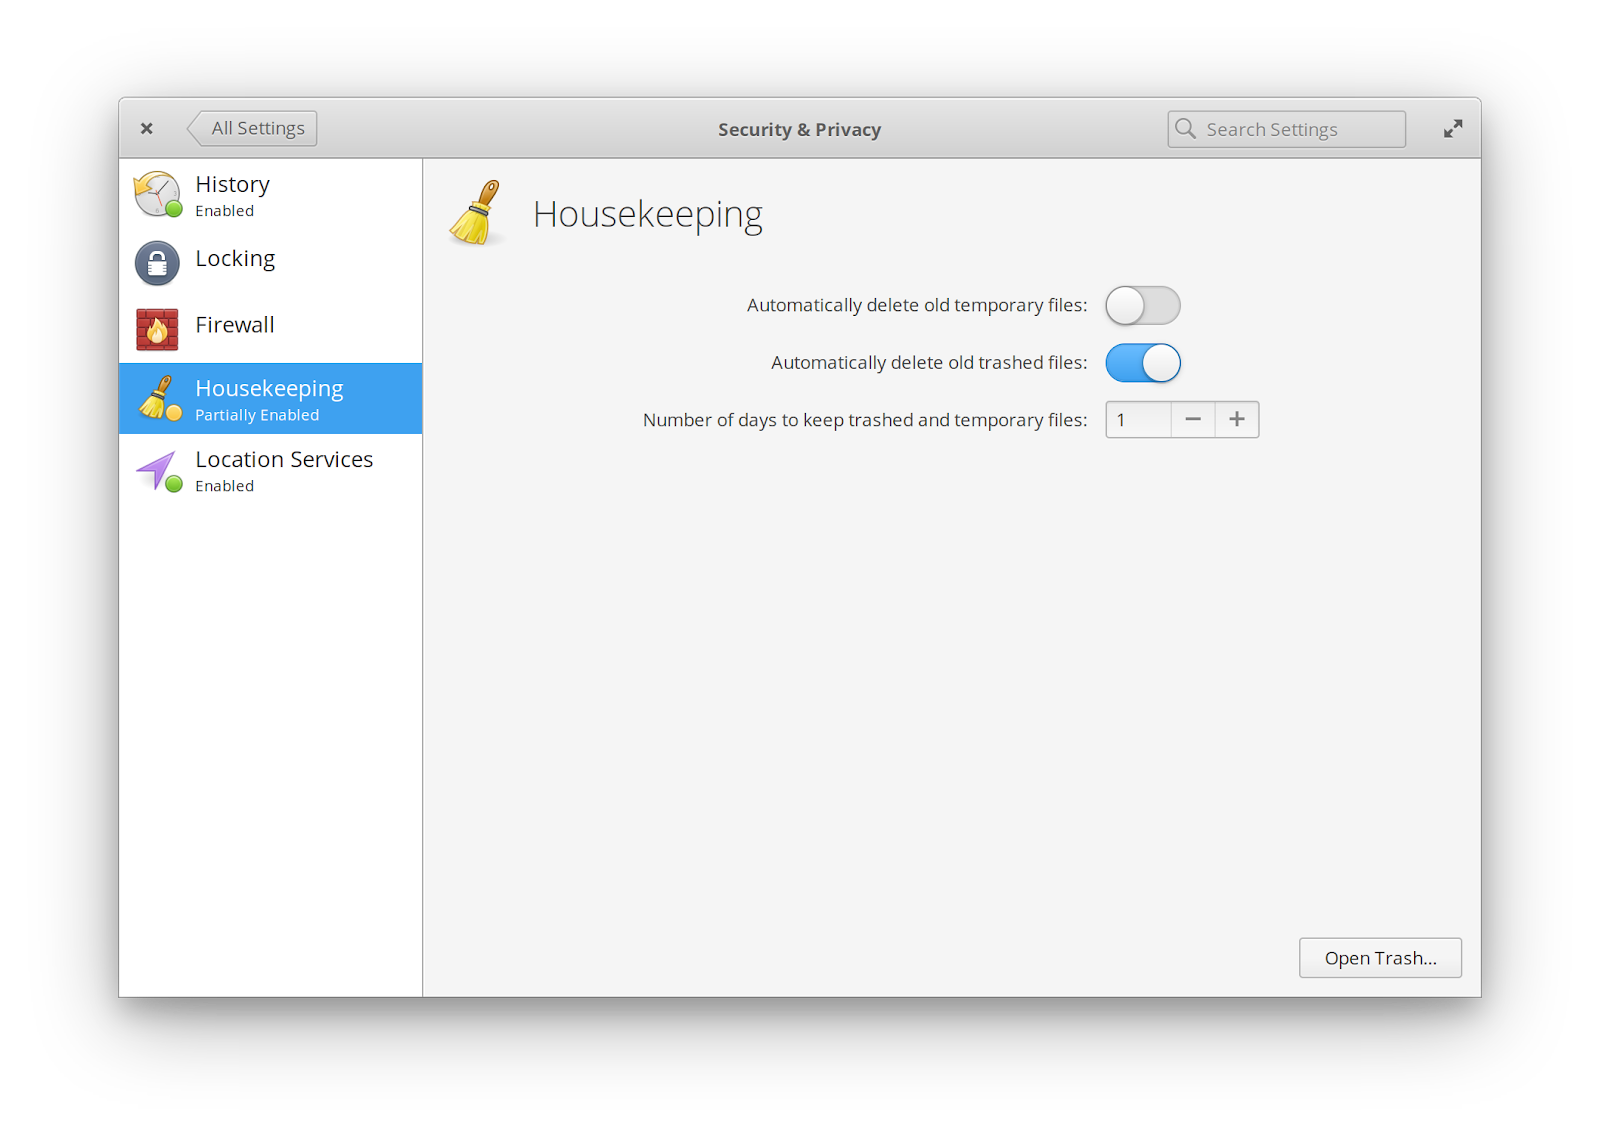 All Settings
Security & Privacy
Search Settings
History
Enabled
Locking
Firewall
Housekeeping
Partially Enabled
Location Services
Enabled
Housekeeping
Automatically delete old temporary files:
Automatically delete old trashed files:
Number of days to keep trashed and temporary files: 1
Open Trash...